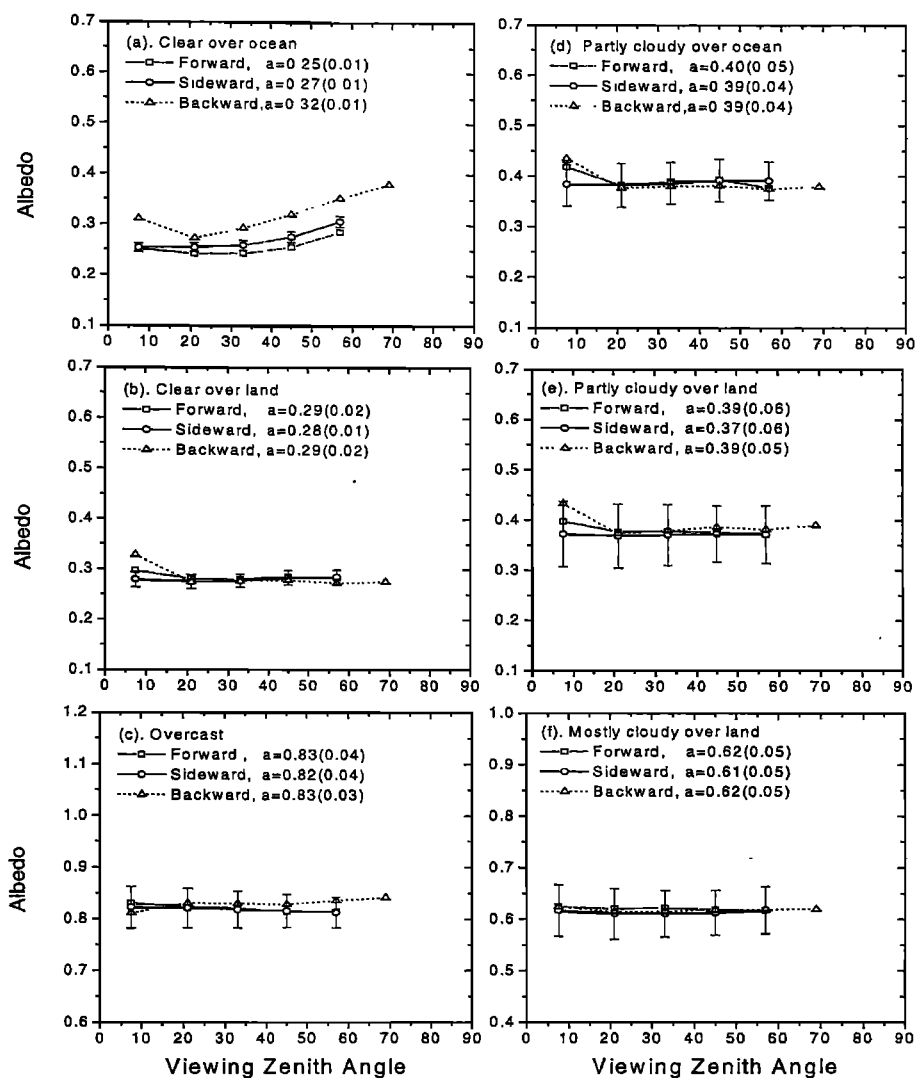 0.7
0.6
0.5
0.4
0.3
0.2
0.1
Albedo
(a). Clear over ocean
Forward, a=0 25(0.01)
Sideward, a=0 27(0 01)
Backward,a=0 32(0.01)
0 10 20 30 40 50 60 70 80 90
0.7
0.6
0.5
0.4
0.3
0.2
0.1
(d). Partly cloudy over ocean
Forward, a=0.40(0 05)
Sideward, a=0 39(0.04)
Backward,a=0 39(0.04)
0 10 20 30 40 50 60 70 80 90
0.7
0.6
0.5
0.4
0.3
0.2
0.1
Albedo
(b). Clear over land
Forward, a=0.29(0.02)
Sideward, a=0.28(0.01)
Backward, a=0.29(0.02)
0 10 20 30 40 50 60 70 80 90
0.7
0.6
0.5
0.4
0.3
0.2
0.1
(e). Partly cloudy over land
Forward, a=0.39(0.06)
Sideward, a=0.37(0.06)
Backward, a=0.39(0.05)
0 10 20 30 40 50 60 70 80 90
1.2
1.1
1.0
0.9
0.8
0.7
0.6
Albedo
(c). Overcast
Forward , a=0.83(0.04)
Sideward, a=0.82(0.04)
Backward, a=0.83(0.03)
0 10 20 30 40 50 60 70 80 90
Viewing Zenith Angle
1.0
0.9
0.8
0.7
0.6
0.5
0.4
(f). Mostly cloudy over land
Forward, a=0.62(0.05)
Sideward, a=0.61(0.05)
Backward, a=0.62(0.05)
0 10 20 30 40 50 60 70 80 90
Viewing Zenith Angle